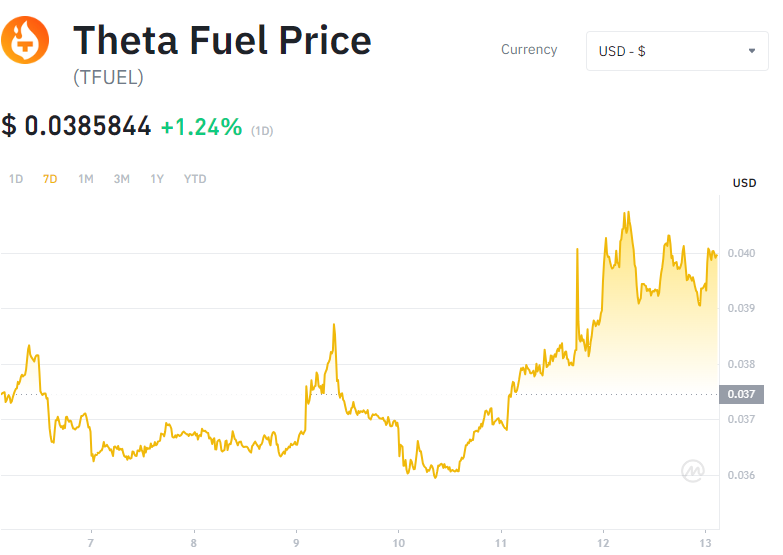 Theta Fuel Price
(TFUEL)
Currency
USD - $
$ 0.0385844 +1.24% (1D)
1D 7D 1M 3M 1Y YTD
USD
0.040
0.039
0.038
0.037
0.037
0.036
7 8 9 10 11 12 13